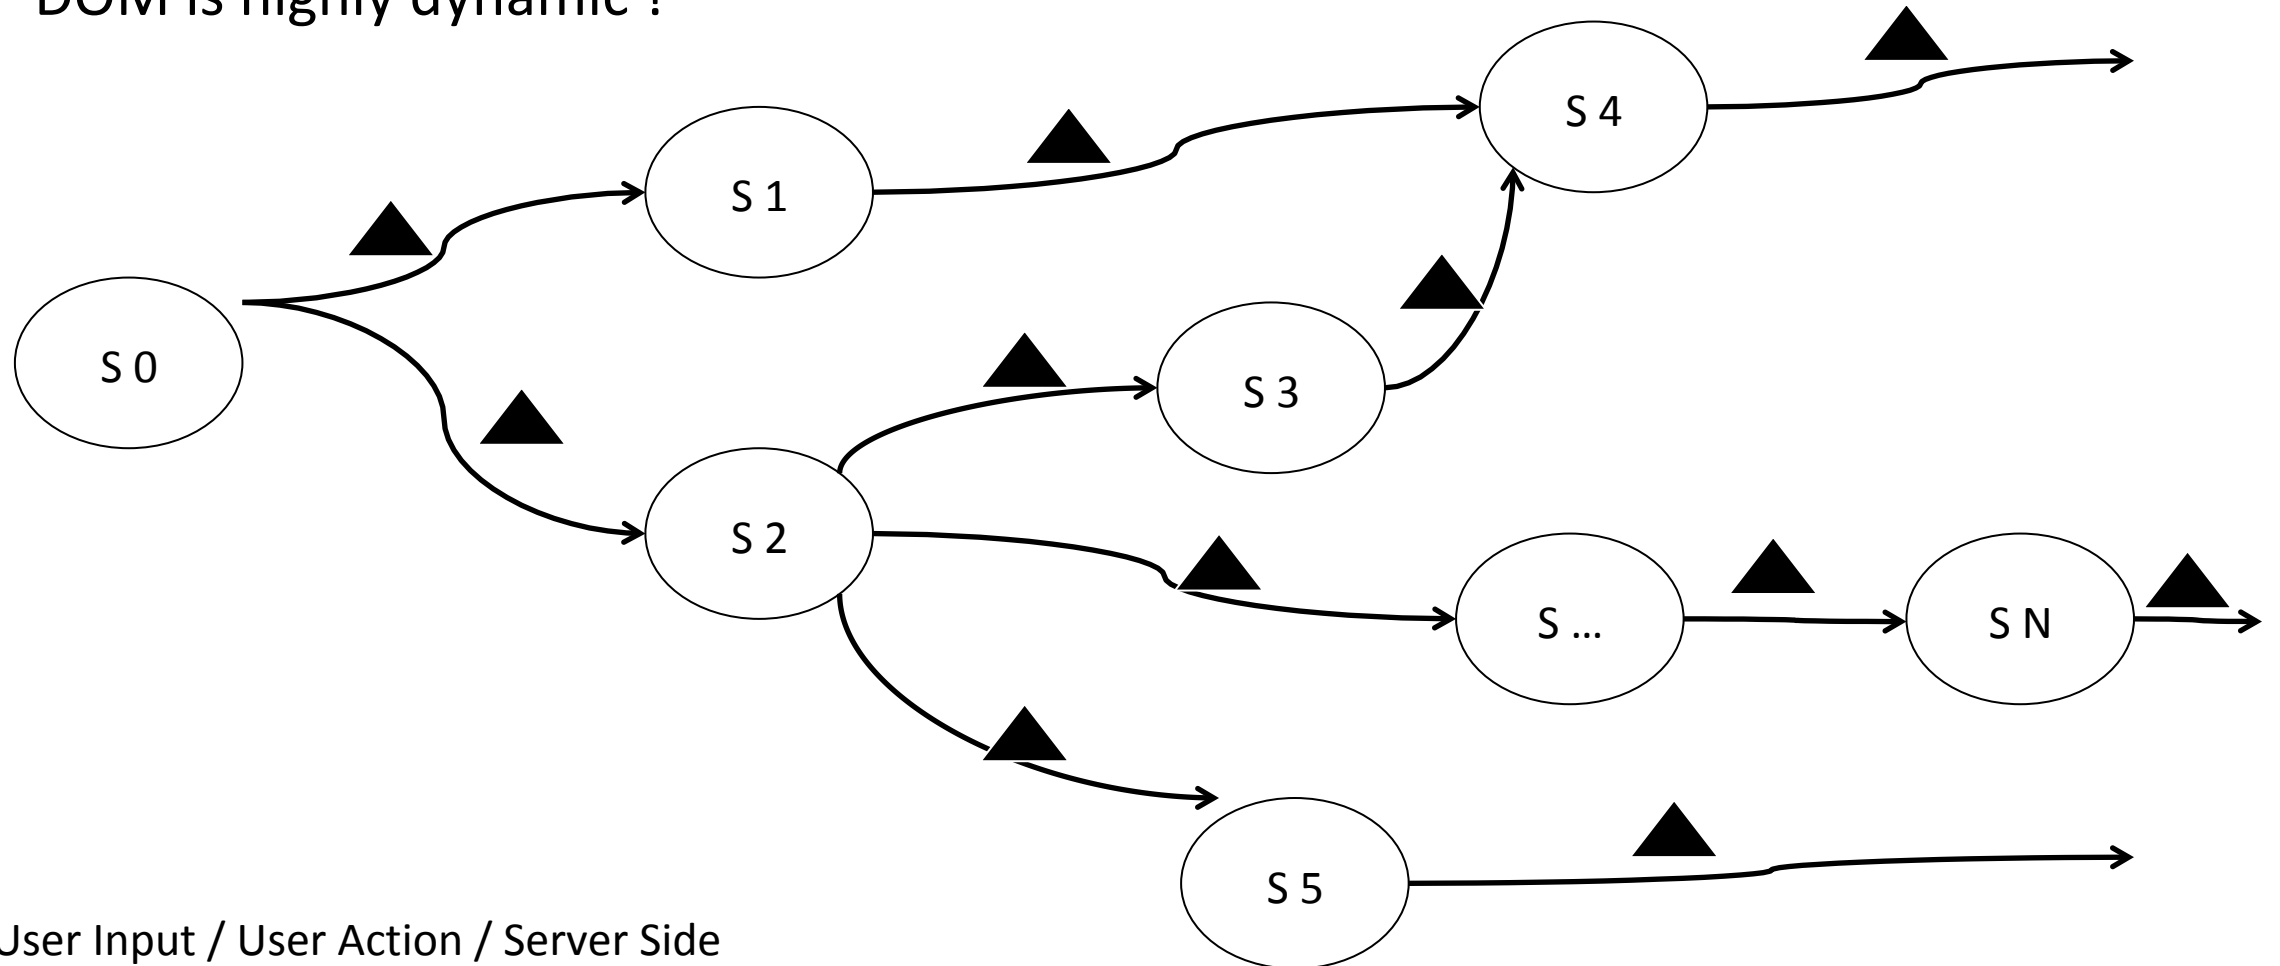 DOM is highly dynamic !
S 4
S 1
S 0
S 3
S 2
S ...
S N
S 5
User Input / User Action / Server Side